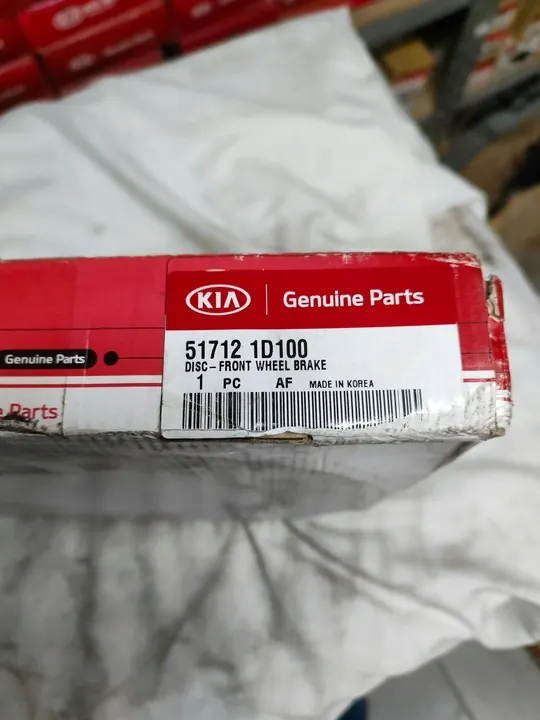 KIA Genuine Parts
51712 1D100
DISC-FRONT WHEEL BRAKE
1 PC AF MADE IN KOREA
Genuine Parts
Parts